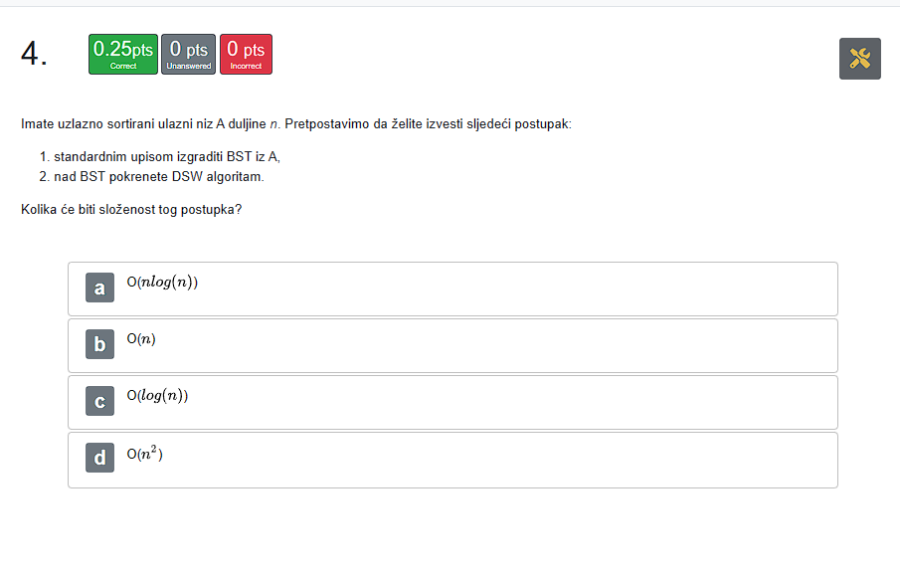 4.
0.25pts
Correct
0 pts
Unanswered
0 pts
Incorrect
Imate uzlazno sortirani ulazni niz A duljine n. Pretpostavimo da želite izvesti sljedeći postupak:
1. standardnim upisom izgraditi BST iz A,
2. nad BST pokrenete DSW algoritam.
Kolika će biti složenost tog postupka?
a O(nlog(n))
b O(n)
c O(log(n))
d O(n²)